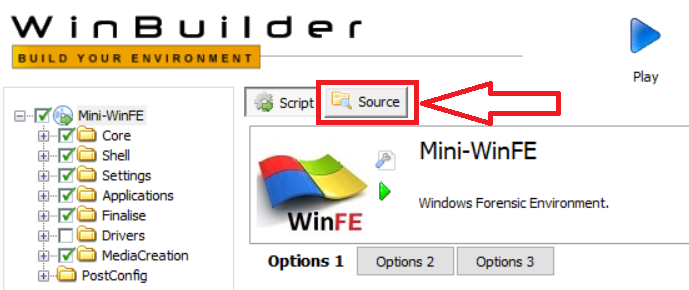 WinBuilder
BUILD YOUR ENVIRONMENT
Play
Mini-WinFE
Core
Shell
Settings
Applications
Finalise
Drivers
MediaCreation
PostConfig
Script
Source
Mini-WinFE
WinFE
Windows Forensic Environment.
Options 1
Options 2
Options 3